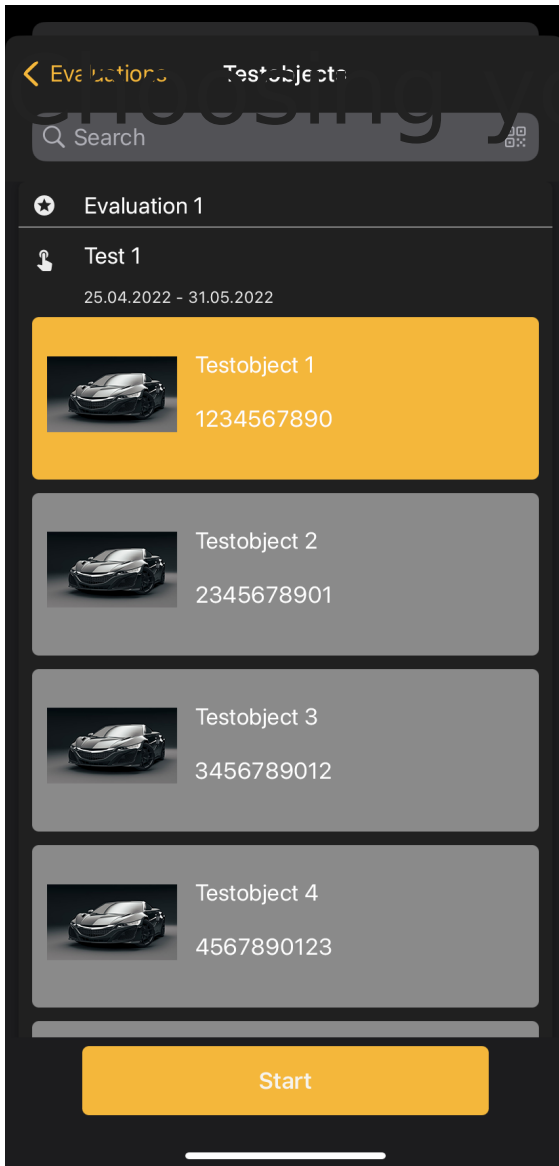 Evaluations Testobjects
Choosing
Search
Evaluation 1
Test 1
25.04.2022 - 31.05.2022
Testobject 1
1234567890
Testobject 2
2345678901
Testobject 3
3456789012
Testobject 4
4567890123
Start